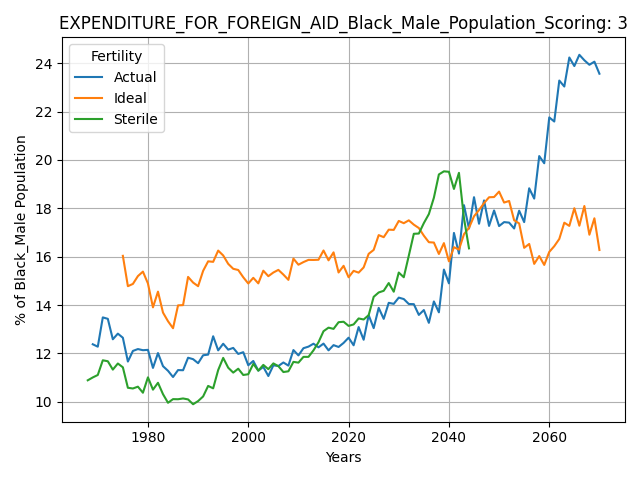 EXPENDITURE_FOR_FOREIGN_AID_Black_Male_Population_Scoring: 3
Fertility
Actual
Ideal
Sterile
% of Black_Male Population
24
22
20
18
16
14
12
10
1980 2000 2020 2040 2060
Years